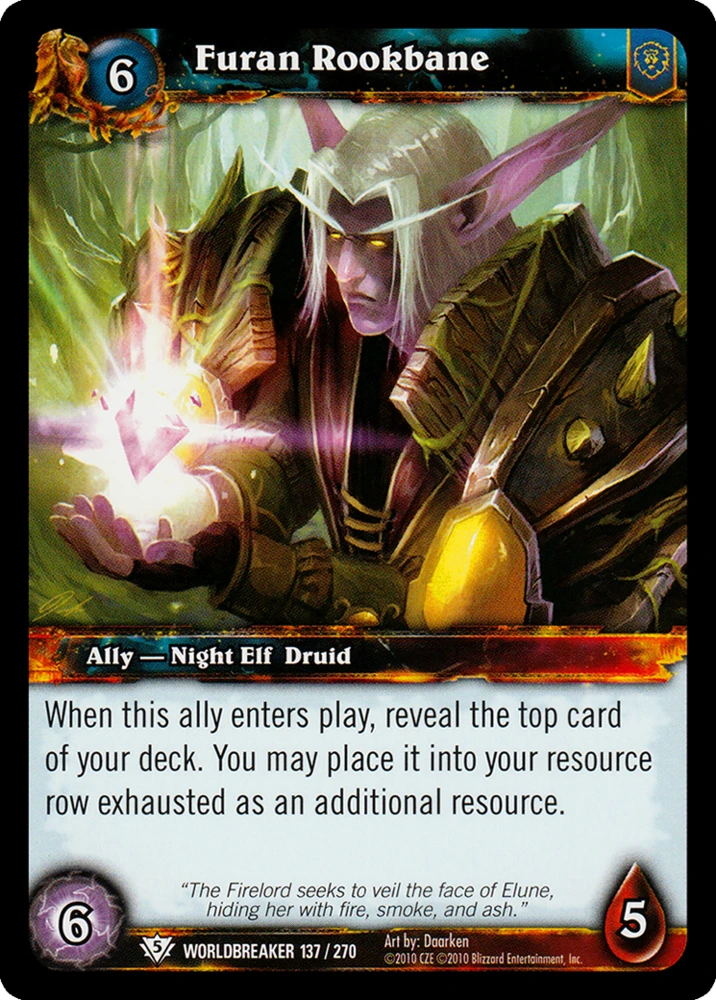 6
Furan Rookbane
Ally — Night Elf Druid
When this ally enters play, reveal the top card
of your deck. You may place it into your resource
row exhausted as an additional resource.
"The Firelord seeks to veil the face of Elune,
hiding her with fire, smoke, and ash."
6
5
5
WORLDBREAKER 137 / 270
Art by: Daarken
©2010 CZE ©2010 Blizzard Entertainment, Inc.